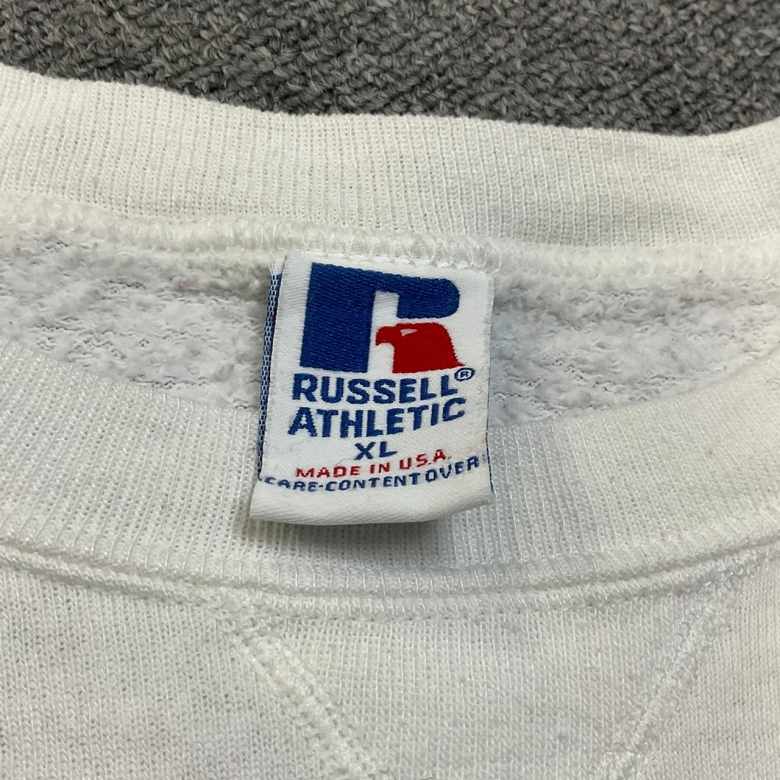 RUSSELL®
ATHLETIC
XL
MADE IN U.S.A.
CARE-CONTENT OVER